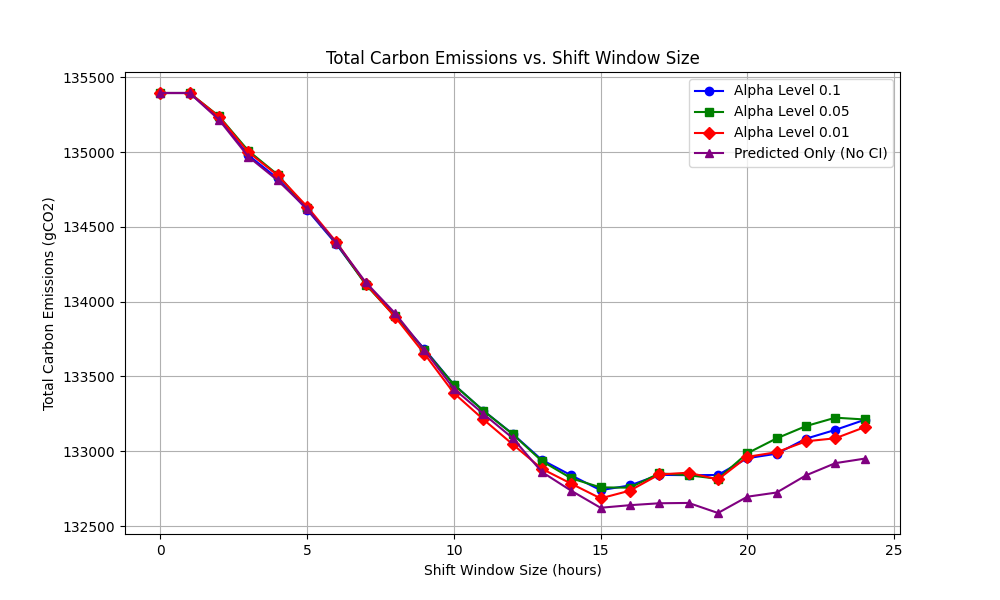 Total Carbon Emissions vs. Shift Window Size
Total Carbon Emissions (gCO2)
135500
135000
134500
134000
133500
133000
132500
Alpha Level 0.1
Alpha Level 0.05
Alpha Level 0.01
Predicted Only (No CI)
0 5 10 15 20 25
Shift Window Size (hours)